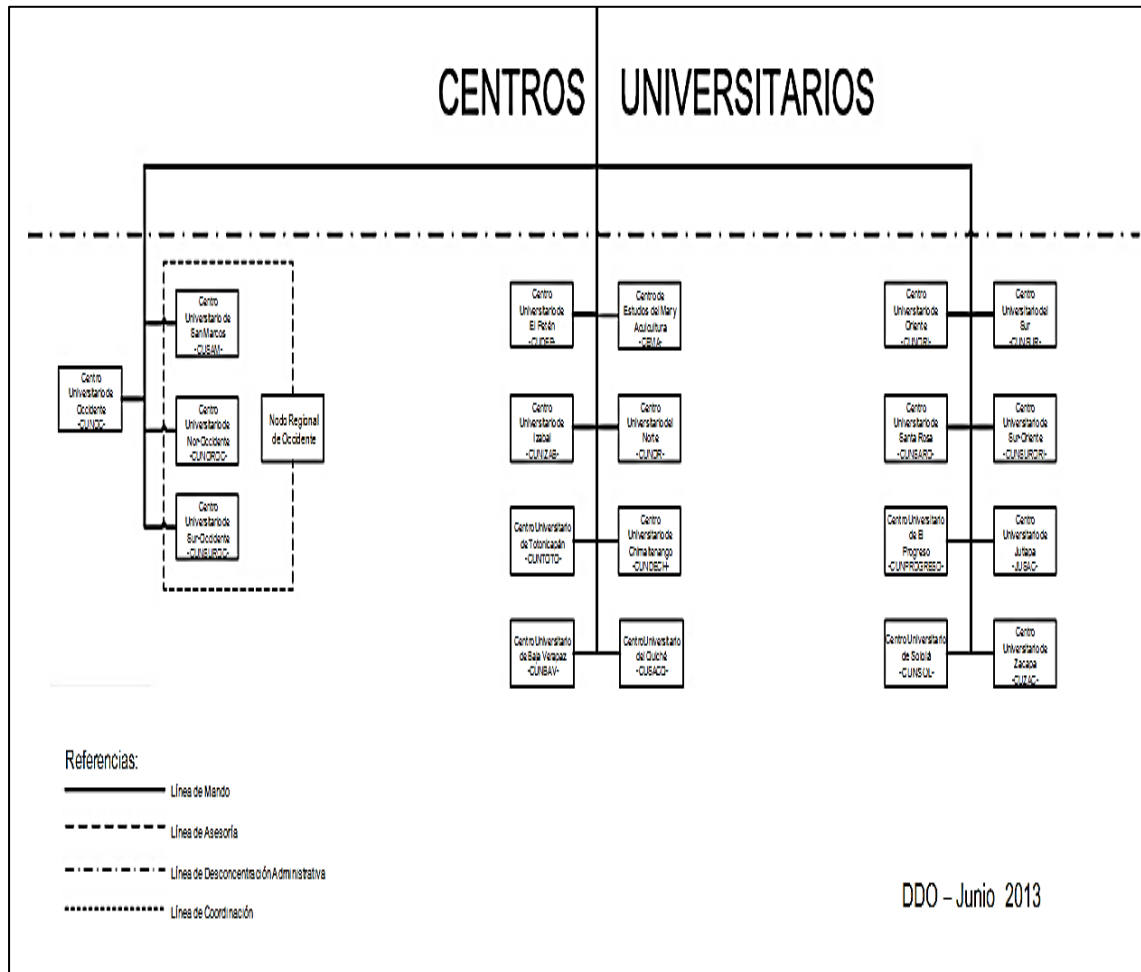 CENTROS UNIVERSITARIOS
Centro
Universitario de
San Marcos
-CUSAM-
Centro
Universitario de
Occidente
-CUNOC-
Centro
Universitario de
Nor-Occidente
-CUNOROC-
Nodo Regional
de Occidente
Centro
Universitario de
Sur-Occidente
-CUNSUROC-
Centro
Universitario de
El Petén
-CUDEP-
Centro de
Estudios del Mar y
Acuicultura
-CEMA-
Centro
Universitario de
Izabal
-CUNIZAB-
Centro
Universitario del
Norte
-CUNOR-
Centro Universitario
de Totonicapán
-CUNTOTO-
Centro
Universitario de
Chimaltenango
-CUNDECH-
Centro Universitario
de Baja Verapaz
-CUNBAV-
Centro Universitario
del Quiché
-CUSACQ-
Centro
Universitario de
Oriente
-CUNORI-
Centro
Universitario del
Sur
-CUNSUR-
Centro
Universitario de
Santa Rosa
-CUNSARO-
Centro
Universitario de
Sur-Oriente
-CUNSURORI-
Centro Universitario
de El
Progreso
-CUNPROGRESO-
Centro
Universitario de
Jutiapa
-JUSAC-
Centro Universitario
de Sololá
-CUNSOL-
Centro
Universitario de
Zacapa
-CUZAC-
Referencias:
Línea de Mando
Línea de Asesoría
Línea de Desconcentración Administrativa
Línea de Coordinación
DDO – Junio 2013